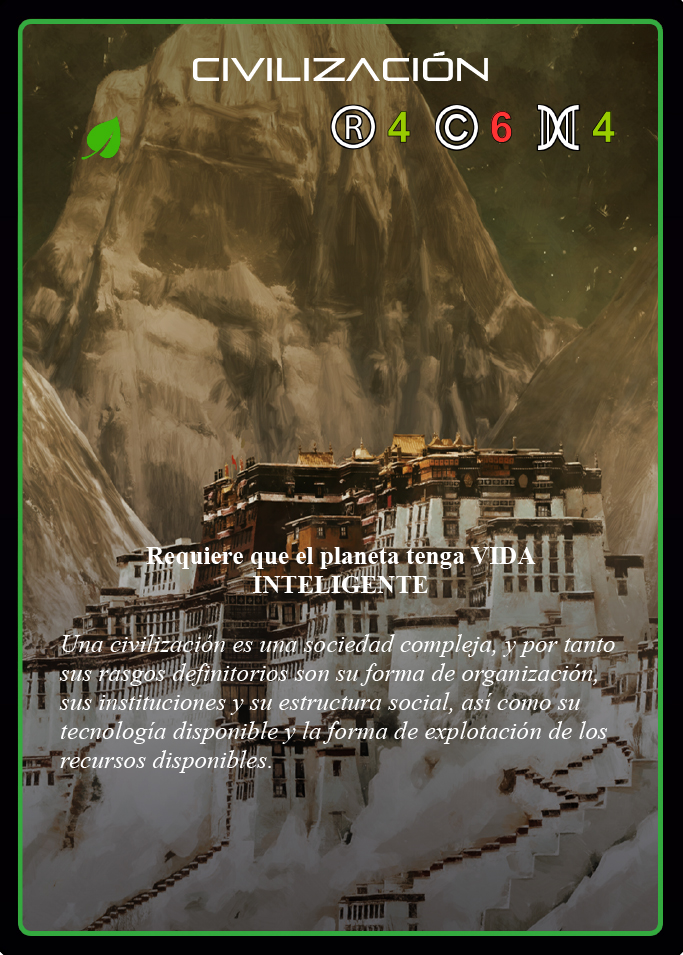 CIVILIZACIÓN
® 4 © 6 4
Requiere que el planeta tenga VIDA
INTELIGENTE
Una civilización es una sociedad compleja, y por tanto
sus rasgos definitorios son su forma de organización,
sus instituciones y su estructura social, así como su
tecnología disponible y la forma de explotación de los
recursos disponibles.